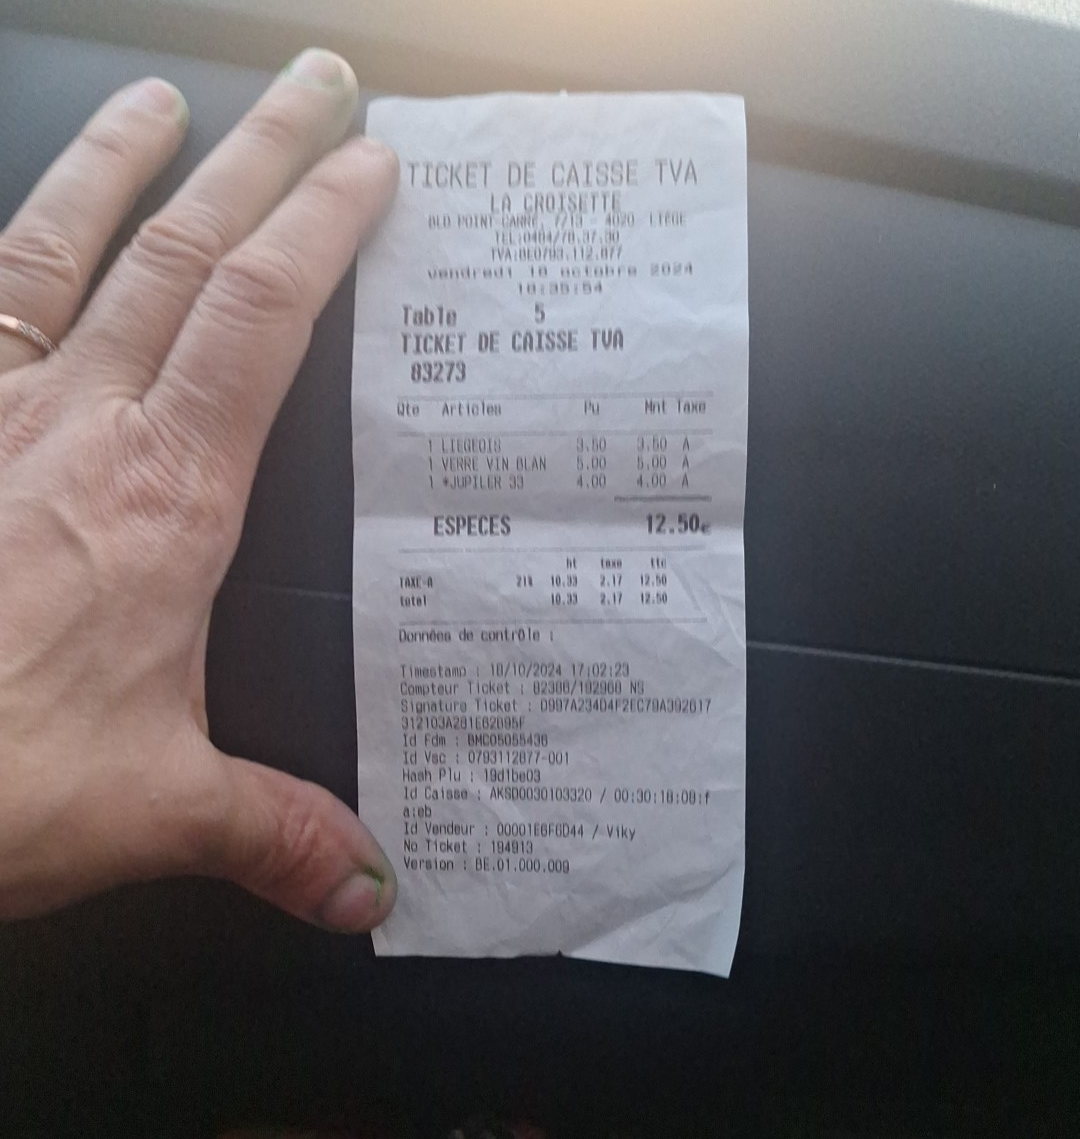 TICKET DE CAISSE TVA
LA CROISETTE
BLD POINT CARRE, 7/13 - 4020 LIEGE
TEL:0484/78.37.30
TVA:BE0793.112.877
vendredi 18 octobre 2024
18:35:54
Table 5
TICKET DE CAISSE TVA
83273
Qte Articles Pu Mnt Taxe
1 LIEGEOIS 3.50 3.50 A
1 VERRE VIN BLAN 5.00 5.00 A
1 *JUPILER 33 4.00 4.00 A
ESPECES 12.50€
ht taxe ttc
TAXE-A 21% 10.33 2.17 12.50
total 10.33 2.17 12.50
Données de contrôle :
Timestamp : 18/10/2024 17:02:23
Compteur Ticket : 82386/192968 NS
Signature Ticket : D997A234D4F2EC79A392617
312103A281E62B95F
Id Fdm : BMC05055436
Id Vsc : 0793112877-001
Hash Plu : 19d1be03
Id Caisse : AKSD0030103320 / 00:30:18:08:f
a:eb
Id Vendeur : 00001E6F6D44 / Viky
No Ticket : 194913
Version : BE.01.000.009